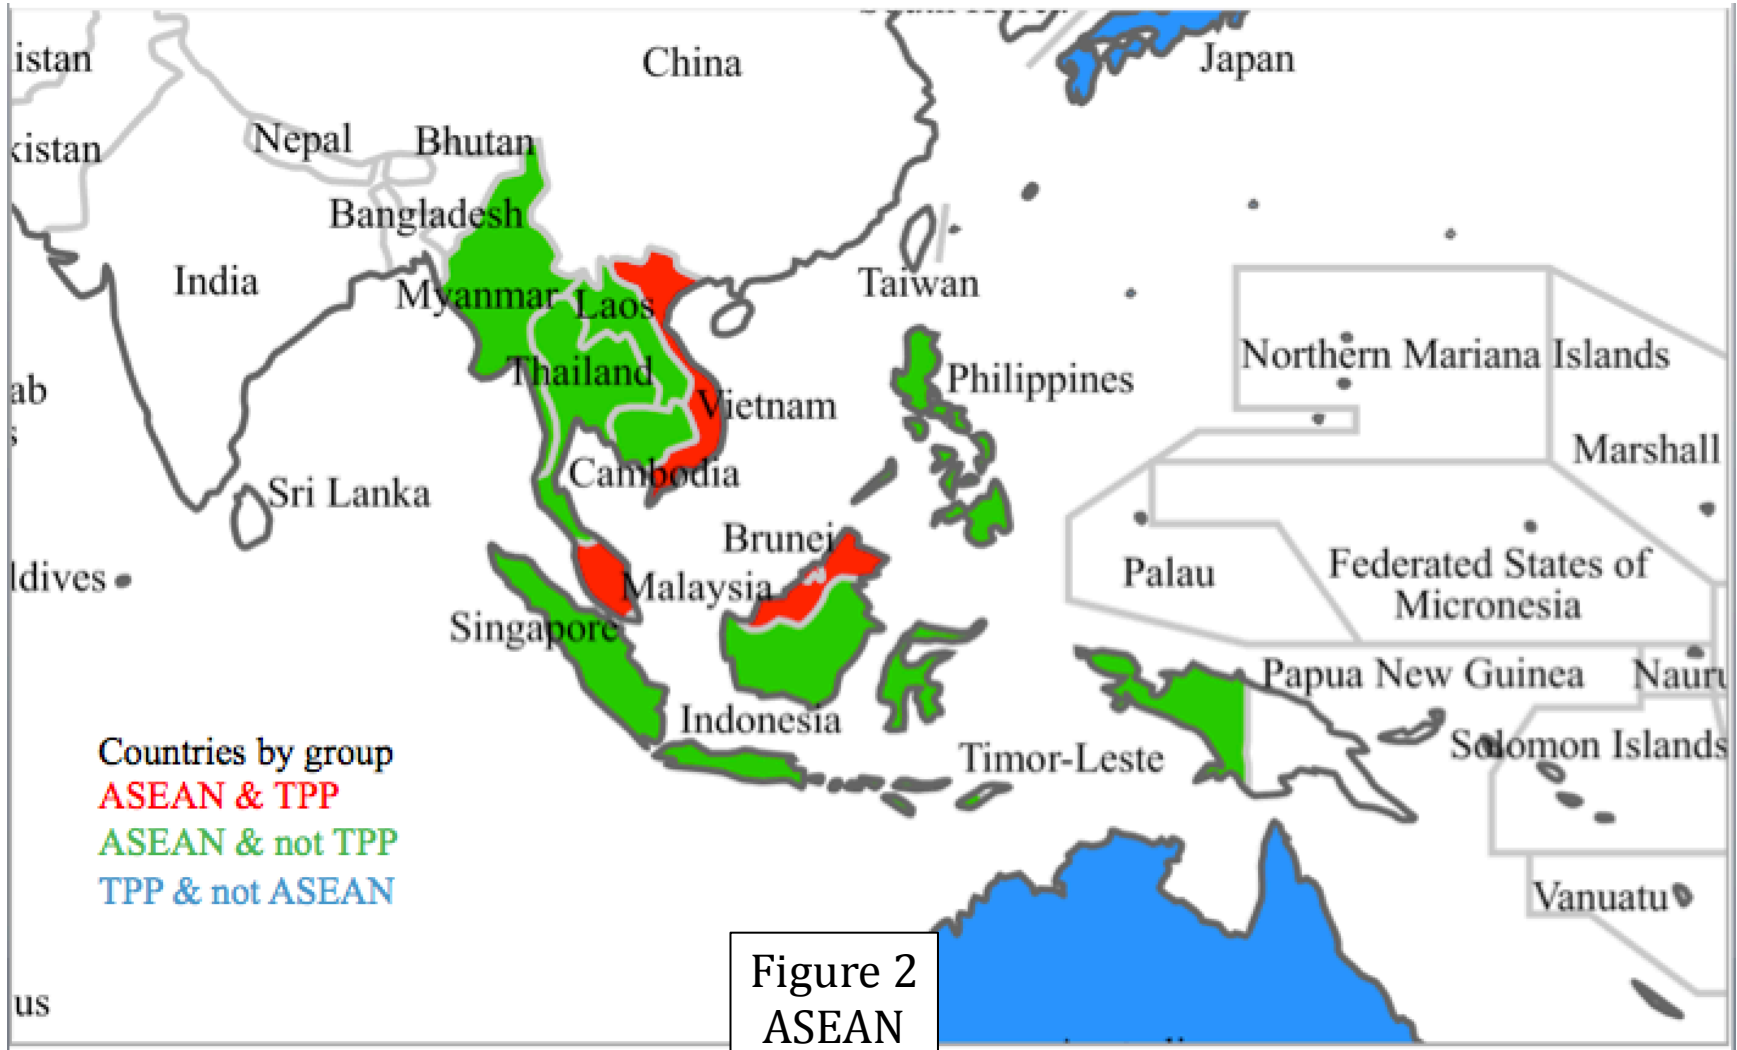 China
Japan
istan
Nepal
Bhutan
kistan
Bangladesh
India
Myanmar
Laos
Taiwan
Northern Mariana Islands
Thailand
Philippines
ab
Vietnam
s
Marshall
Cambodia
Sri Lanka
Brunei
Federated States of
Micronesia
ldives
Malaysia
Palau
Singapore
Papua New Guinea
Nauru
Indonesia
Solomon Islands
Timor-Leste
Countries by group
ASEAN & TPP
ASEAN & not TPP
TPP & not ASEAN
Vanuatu
us
Figure 2
ASEAN